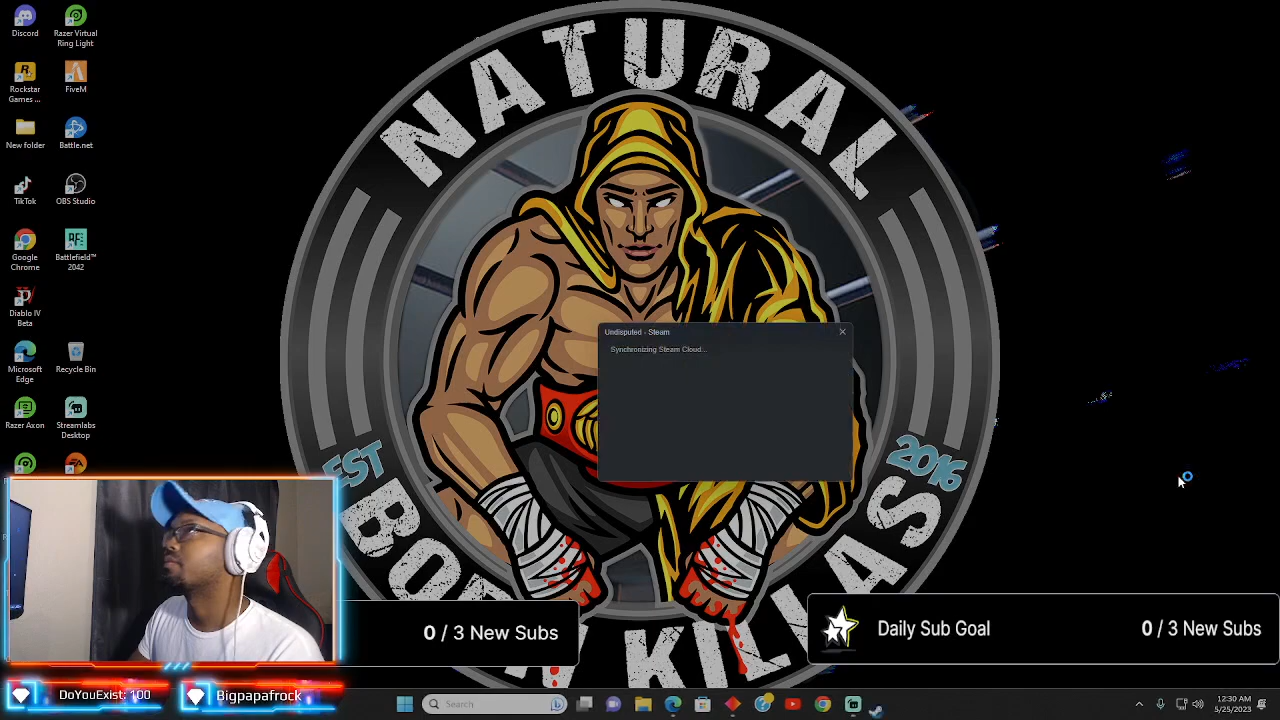 Discord
Razer Virtual
Ring Light
Rockstar
Games ...
FiveM
New folder
Battle.net
TikTok
OBS Studio
Google
Chrome
Battlefield™
2042
Diablo IV
Beta
Microsoft
Edge
Recycle Bin
Razer Axon
Streamlabs
Desktop
NATURAL
EST
2016
BORN KILLAS
Undisputed - Steam
Synchronizing Steam Cloud...
0 / 3 New Subs
Daily Sub Goal
0 / 3 New Subs
DoYouExist: 100
Bigpapafrock
Search
12:30 AM
5/25/2023